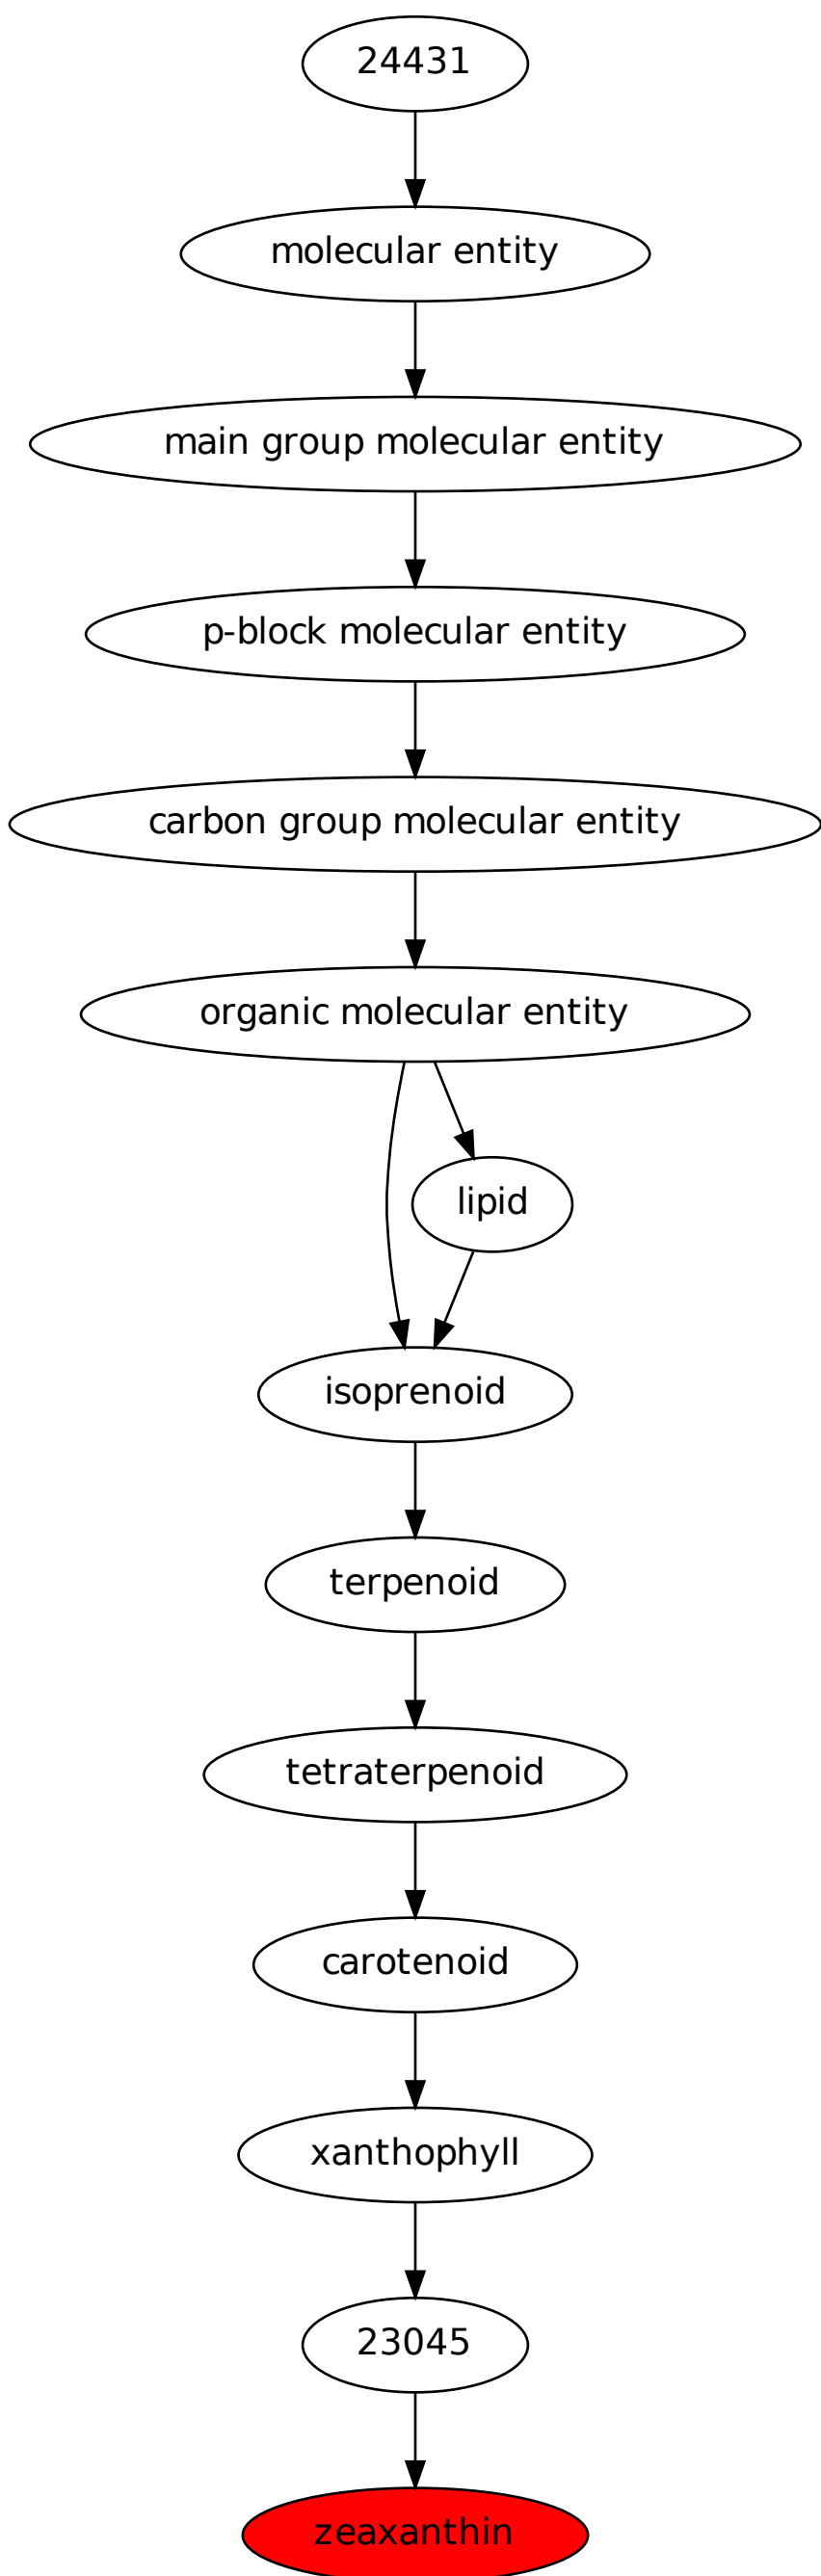 24431
molecular entity
main group molecular entity
p-block molecular entity
carbon group molecular entity
organic molecular entity
lipid
isoprenoid
terpenoid
tetraterpenoid
carotenoid
xanthophyll
23045
zeaxanthin